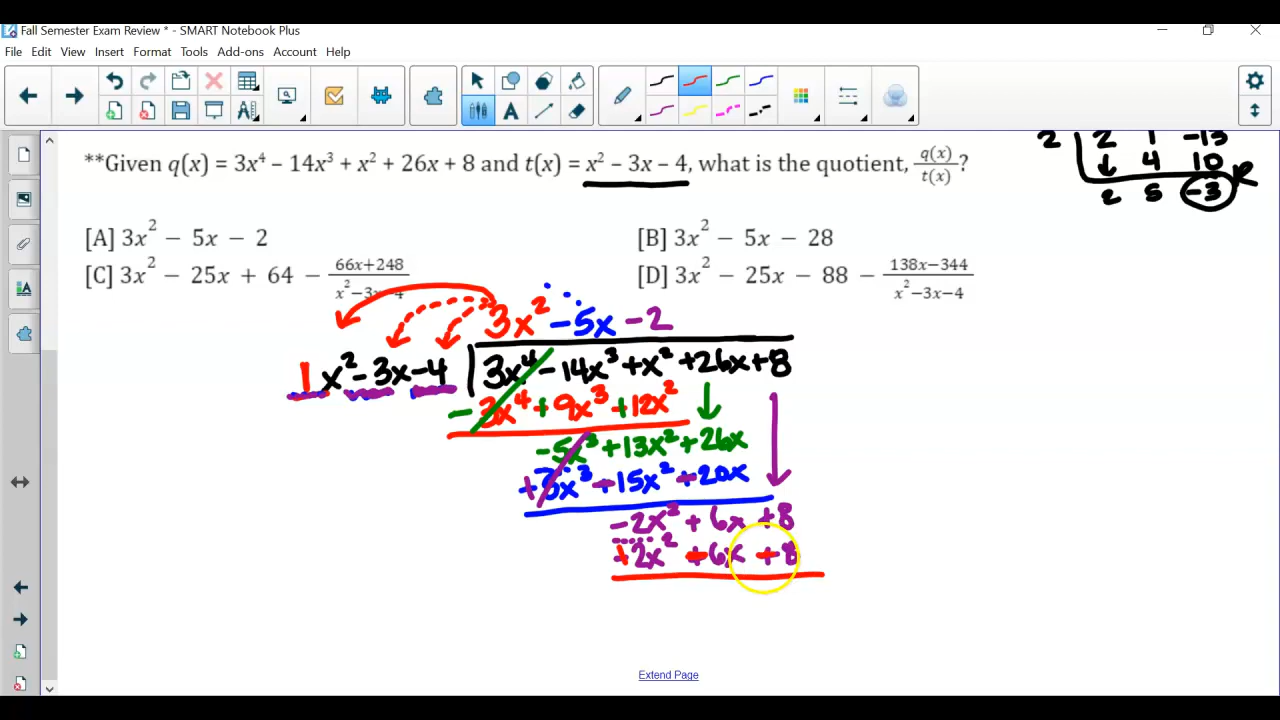 Fall Semester Exam Review * - SMART Notebook Plus
File Edit View Insert Format Tools Add-ons Account Help
2 2 1 -13
4 10
2 5 -3 R
**Given q(x) = 3x⁴ − 14x³ + x² + 26x + 8 and t(x) = x² − 3x − 4, what is the quotient, q(x)/t(x)?
[A] 3x² − 5x − 2
[B] 3x² − 5x − 28
[C] 3x² − 25x + 64 − (66x+248)/(x²−3x−4)
[D] 3x² − 25x − 88 − (138x−344)/(x²−3x−4)
3x² -5x -2
1x² -3x -4 3x⁴ -14x³ +x² +26x +8
- 3x⁴ + 9x³ + 12x²
-5x³ +13x² +26x
+5x³ -15x² -20x
-2x² + 6x +8
+2x² - 6x - 8
Extend Page